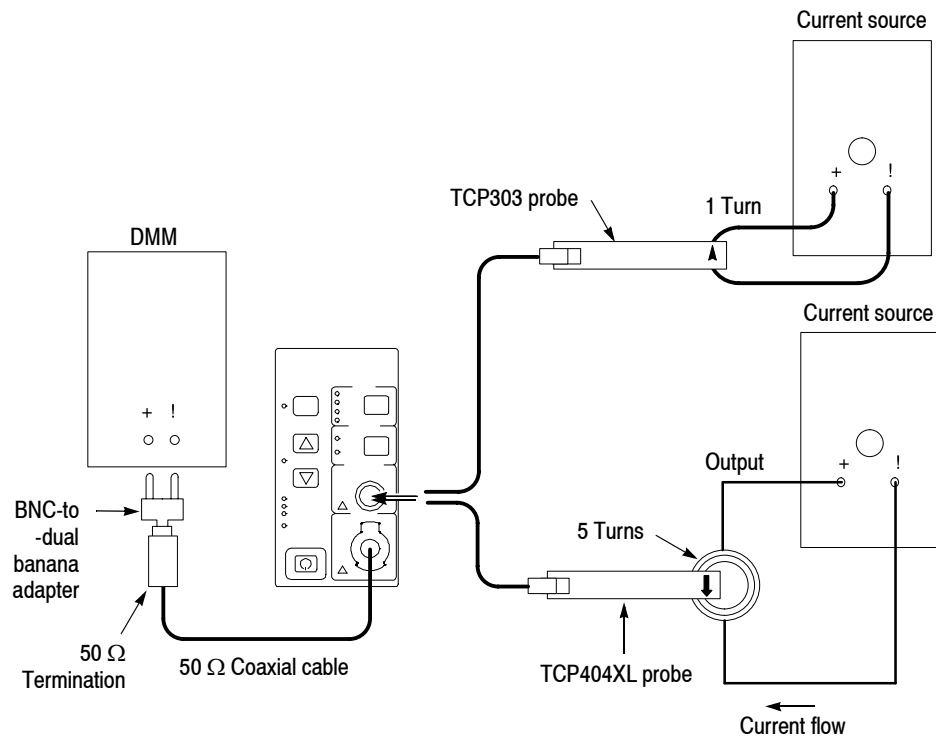 Current source
+ !
TCP303 probe
1 Turn
DMM
+ !
Current source
+ !
Output
BNC-to
-dual
banana
adapter
5 Turns
50 Ω
Termination
50 Ω Coaxial cable
TCP404XL probe
Current flow